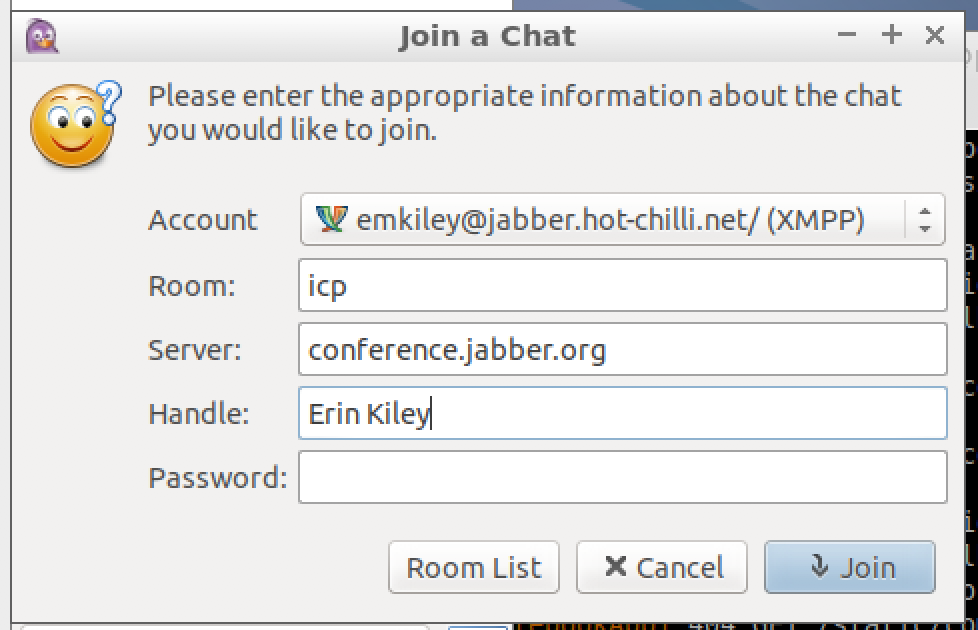 Join a Chat
Please enter the appropriate information about the chat
you would like to join.
Account emkiley@jabber.hot-chilli.net/ (XMPP)
Room: icp
Server: conference.jabber.org
Handle: Erin Kiley
Password:
Room List Cancel Join